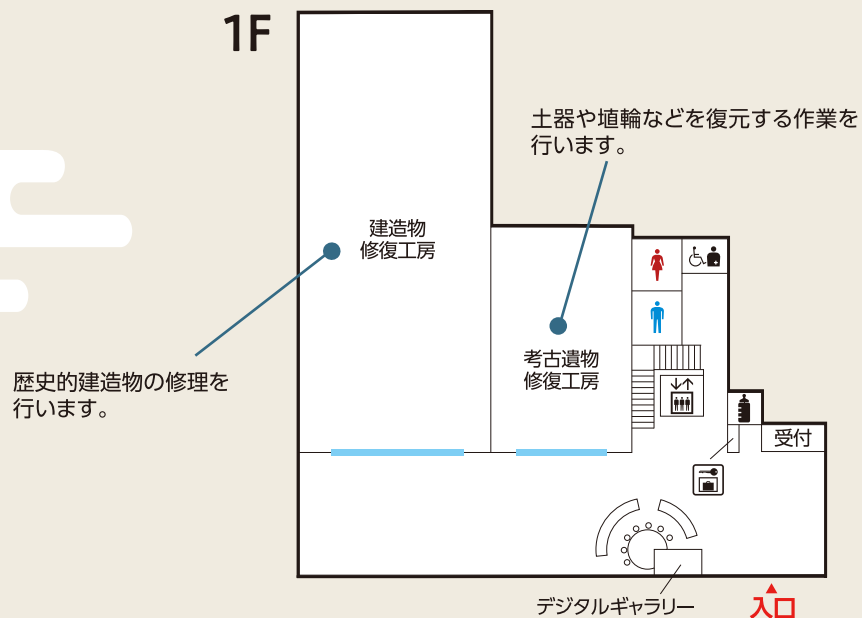 1F
土器や埴輪などを復元する作業を
行います。
建造物
修復工房
考古遺物
修復工房
歴史的建造物の修理を
行います。
受付
デジタルギャラリー
入口